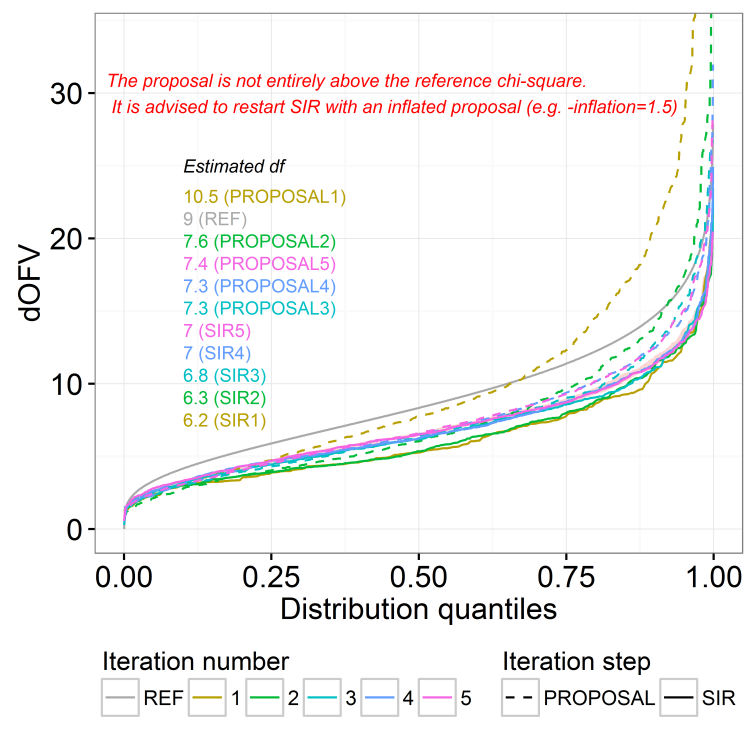 The proposal is not entirely above the reference chi-square.
It is advised to restart SIR with an inflated proposal (e.g. -inflation=1.5)
Estimated df
10.5 (PROPOSAL1)
9 (REF)
7.6 (PROPOSAL2)
7.4 (PROPOSAL5)
7.3 (PROPOSAL4)
7.3 (PROPOSAL3)
7 (SIR5)
7 (SIR4)
6.8 (SIR3)
6.3 (SIR2)
6.2 (SIR1)
dOFV
30
20
10
0
0.00 0.25 0.50 0.75 1.00
Distribution quantiles
Iteration number
REF 1 2 3 4 5
Iteration step
PROPOSAL SIR